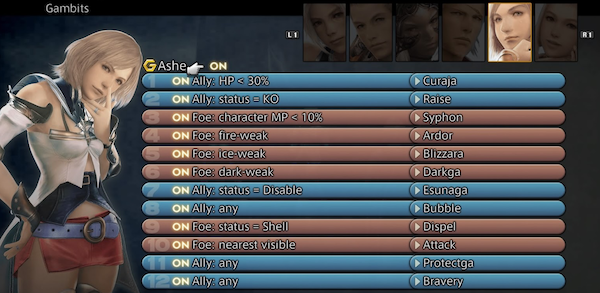 Gambits
L1
R1
G Ashe ON
1 ON Ally: HP < 30% Curaja
2 ON Ally: status = KO Raise
3 ON Foe: character MP < 10% Syphon
4 ON Foe: fire-weak Ardor
5 ON Foe: ice-weak Blizzara
6 ON Foe: dark-weak Darkga
7 ON Ally: status = Disable Esunaga
8 ON Ally: any Bubble
9 ON Foe: status = Shell Dispel
10 ON Foe: nearest visible Attack
11 ON Ally: any Protectga
12 ON Ally: any Bravery